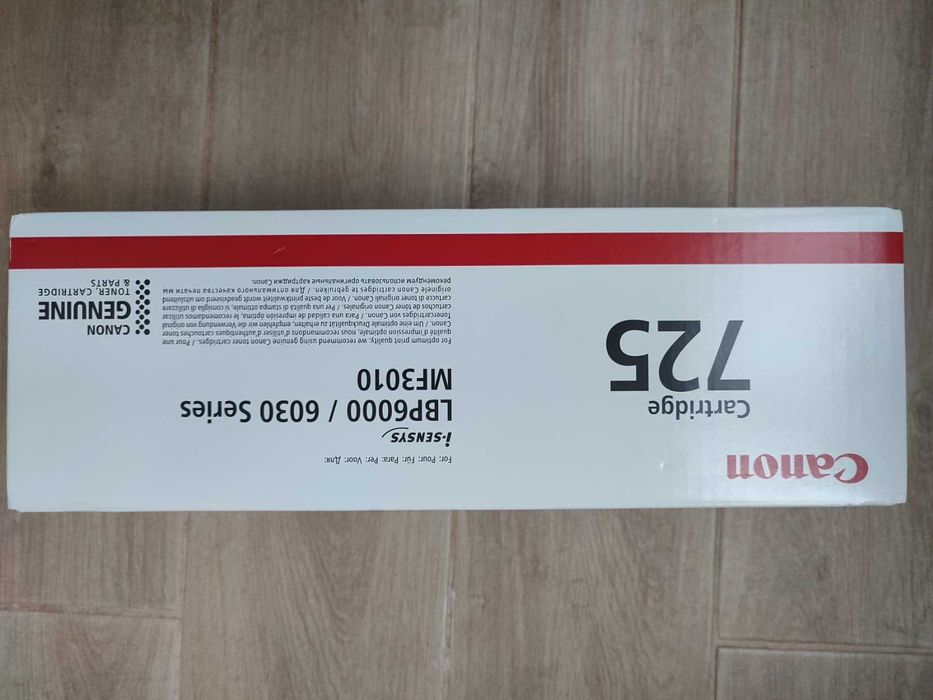 Canon
Cartridge
725
For: Pour: Für: Para: Per: Voor: Для:
i-SENSYS
LBP6000 / 6030 Series
MF3010
For optimum print quality, we recommend using genuine Canon toner cartridges. / Pour une
qualité d'impression optimale, nous recommandons d'utiliser d'authentiques cartouches toner
Canon. / Um eine optimale Druckqualität zu erhalten, empfehlen wir die Verwendung von original
Tonercartridges von Canon. / Para una calidad de impresión óptima, le recomendamos utilizar
cartuchos de toner Canon originales. / Per una qualità di stampa ottimale, si consiglia di utilizzare
cartucce di toner originali Canon. / Voor de beste printkwaliteit wordt geadviseerd om uitsluitend
originele Canon cartridges te gebruiken. / Для оптимального качества печати мы
рекомендуем использовать оригинальные картриджи Canon.
CANON
GENUINE
TONER, CARTRIDGE
& PARTS